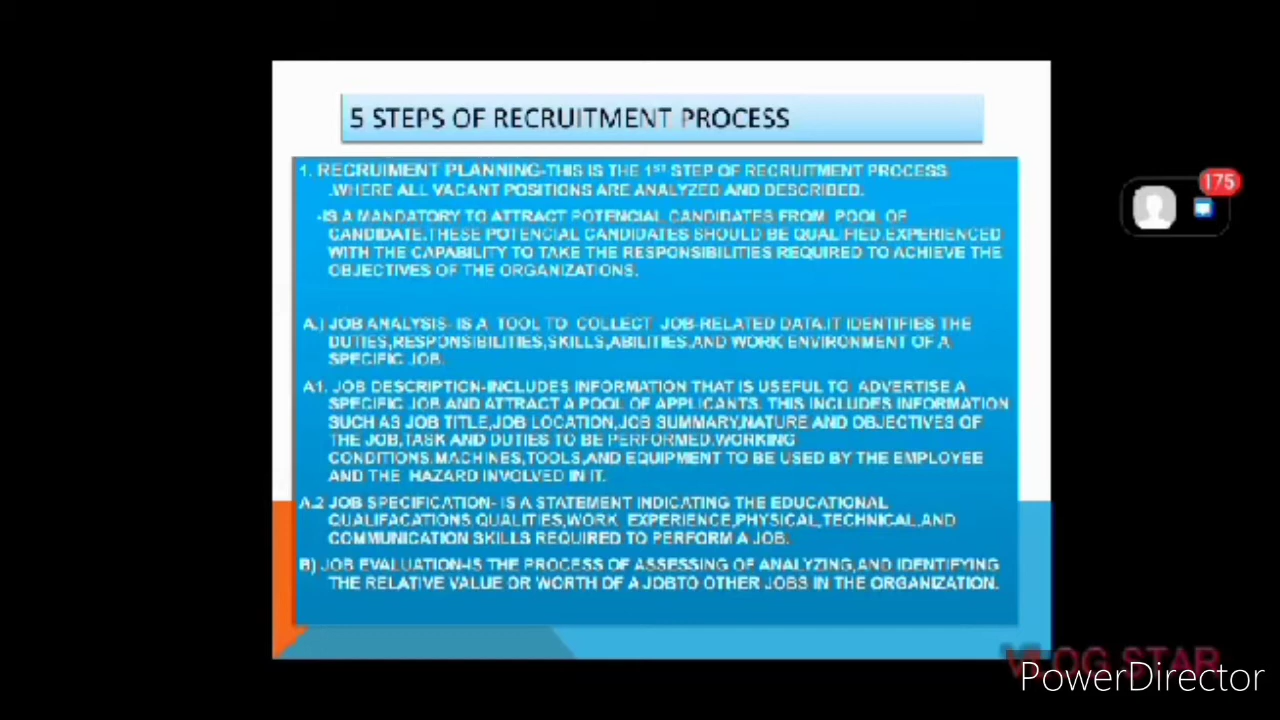 5 STEPS OF RECRUITMENT PROCESS
1. RECRUIMENT PLANNING-THIS IS THE 1ST STEP OF RECRUITMENT PROCESS
.WHERE ALL VACANT POSITIONS ARE ANALYZED AND DESCRIBED.
-IS A MANDATORY TO ATTRACT POTENCIAL CANDIDATES FROM POOL OF
CANDIDATE.THESE POTENCIAL CANDIDATES SHOULD BE QUALIFIED.EXPERIENCED
WITH THE CAPABILITY TO TAKE THE RESPONSIBILITIES REQUIRED TO ACHIEVE THE
OBJECTIVES OF THE ORGANIZATIONS.
A.) JOB ANALYSIS- IS A TOOL TO COLLECT JOB-RELATED DATA.IT IDENTIFIES THE
DUTIES,RESPONSIBILITIES,SKILLS,ABILITIES.AND WORK ENVIRONMENT OF A
SPECIFIC JOB.
A1. JOB DESCRIPTION-INCLUDES INFORMATION THAT IS USEFUL TO ADVERTISE A
SPECIFIC JOB AND ATTRACT A POOL OF APPLICANTS. THIS INCLUDES INFORMATION
SUCH AS JOB TITLE,JOB LOCATION,JOB SUMMARY,NATURE AND OBJECTIVES OF
THE JOB,TASK AND DUTIES TO BE PERFORMED.WORKING
CONDITIONS.MACHINES,TOOLS,AND EQUIPMENT TO BE USED BY THE EMPLOYEE
AND THE HAZARD INVOLVED IN IT.
A.2 JOB SPECIFICATION- IS A STATEMENT INDICATING THE EDUCATIONAL
QUALIFACATIONS QUALITIES,WORK EXPERIENCE,PHYSICAL,TECHNICAL,AND
COMMUNICATION SKILLS REQUIRED TO PERFORM A JOB.
B) JOB EVALUATION-IS THE PROCESS OF ASSESSING OF ANALYZING,AND IDENTIFYING
THE RELATIVE VALUE OR WORTH OF A JOBTO OTHER JOBS IN THE ORGANIZATION.
175
VLOG STAR
PowerDirector